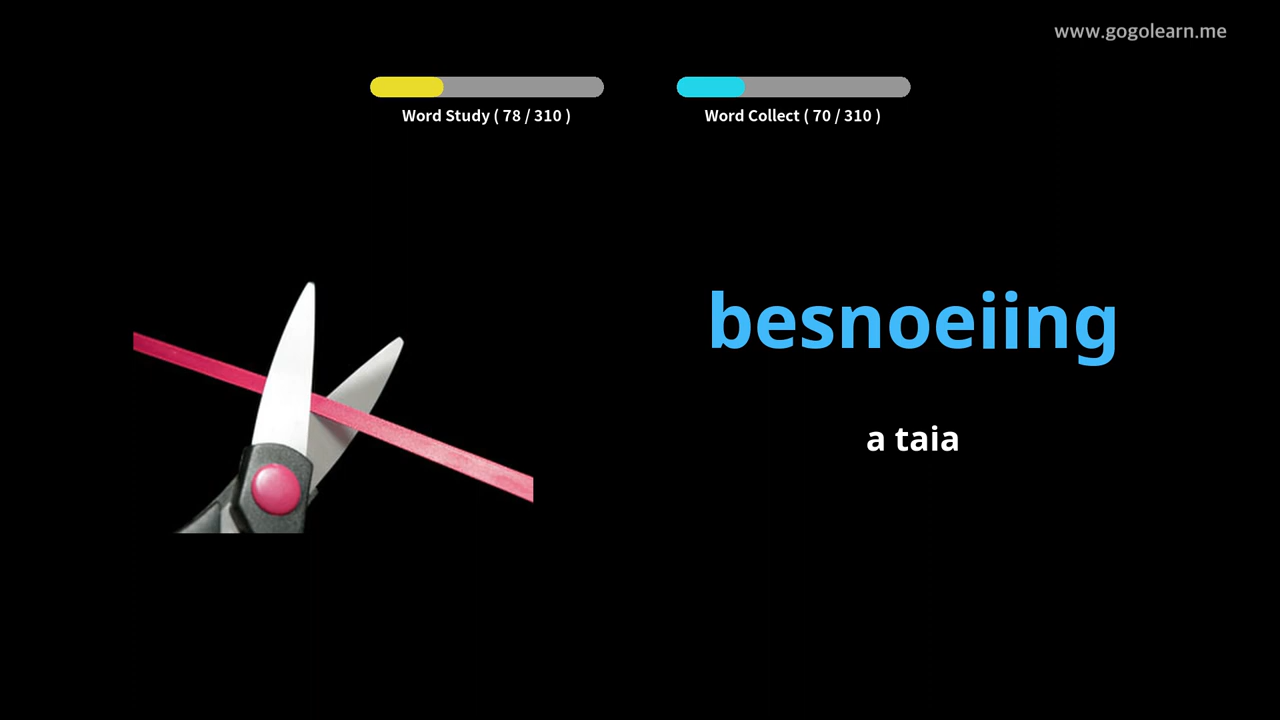 www.gogolearn.me
Word Study ( 78 / 310 )
Word Collect ( 70 / 310 )
besnoeiing
a taia